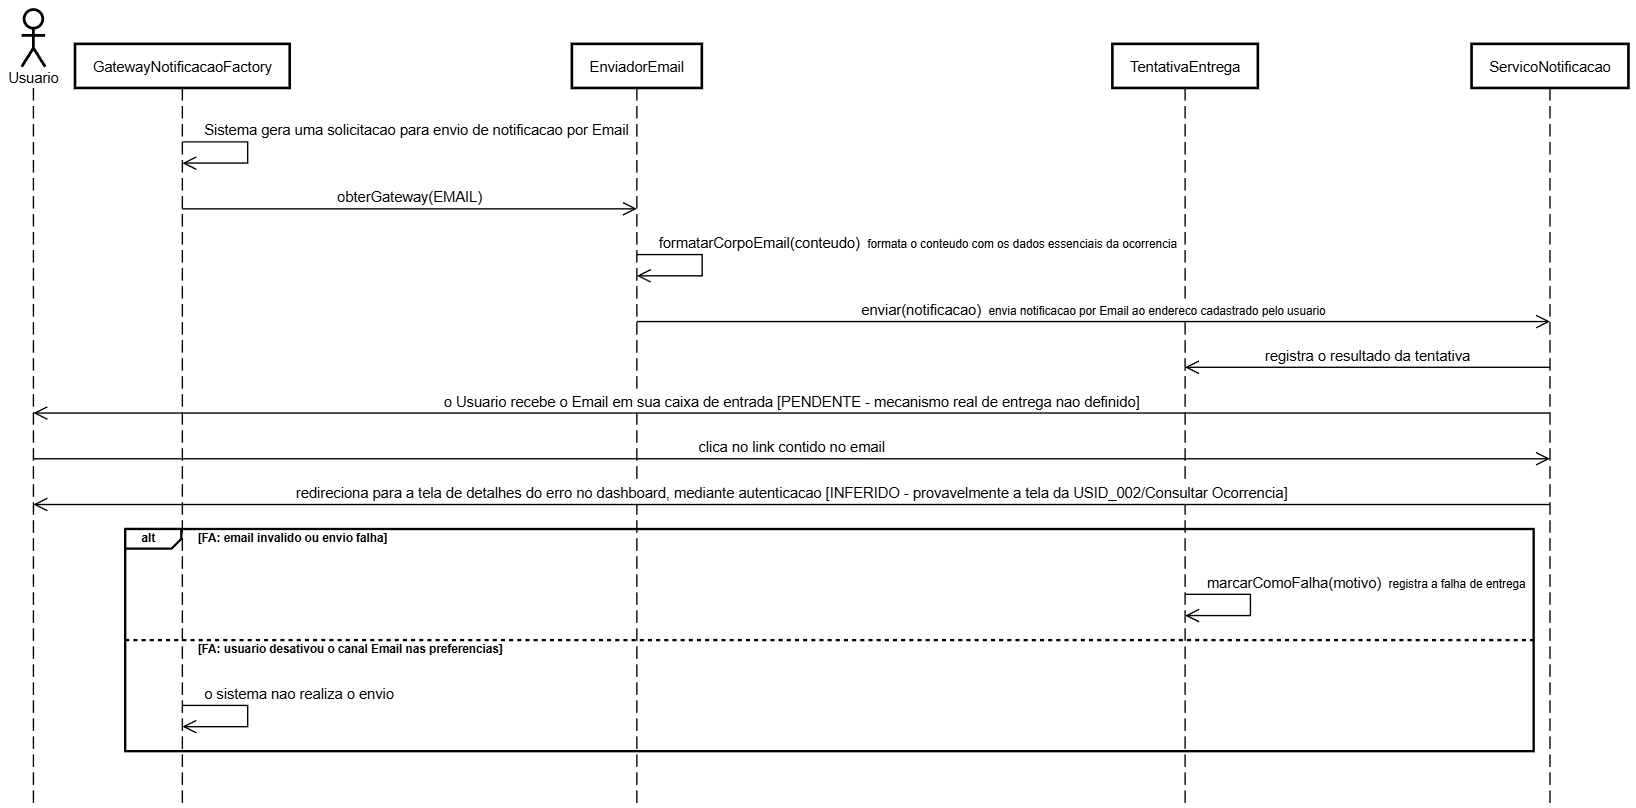 Usuario
GatewayNotificacaoFactory
EnviadorEmail
TentativaEntrega
ServicoNotificacao
Sistema gera uma solicitacao para envio de notificacao por Email
obterGateway(EMAIL)
formatarCorpoEmail(conteudo) formata o conteudo com os dados essenciais da ocorrencia
enviar(notificacao) envia notificacao por Email ao endereco cadastrado pelo usuario
registra o resultado da tentativa
o Usuario recebe o Email em sua caixa de entrada [PENDENTE - mecanismo real de entrega nao definido]
clica no link contido no email
redireciona para a tela de detalhes do erro no dashboard, mediante autenticacao [INFERIDO - provavelmente a tela da USID_002/Consultar Ocorrencia]
alt [FA: email invalido ou envio falha]
marcarComoFalha(motivo) registra a falha de entrega
[FA: usuario desativou o canal Email nas preferencias]
o sistema nao realiza o envio